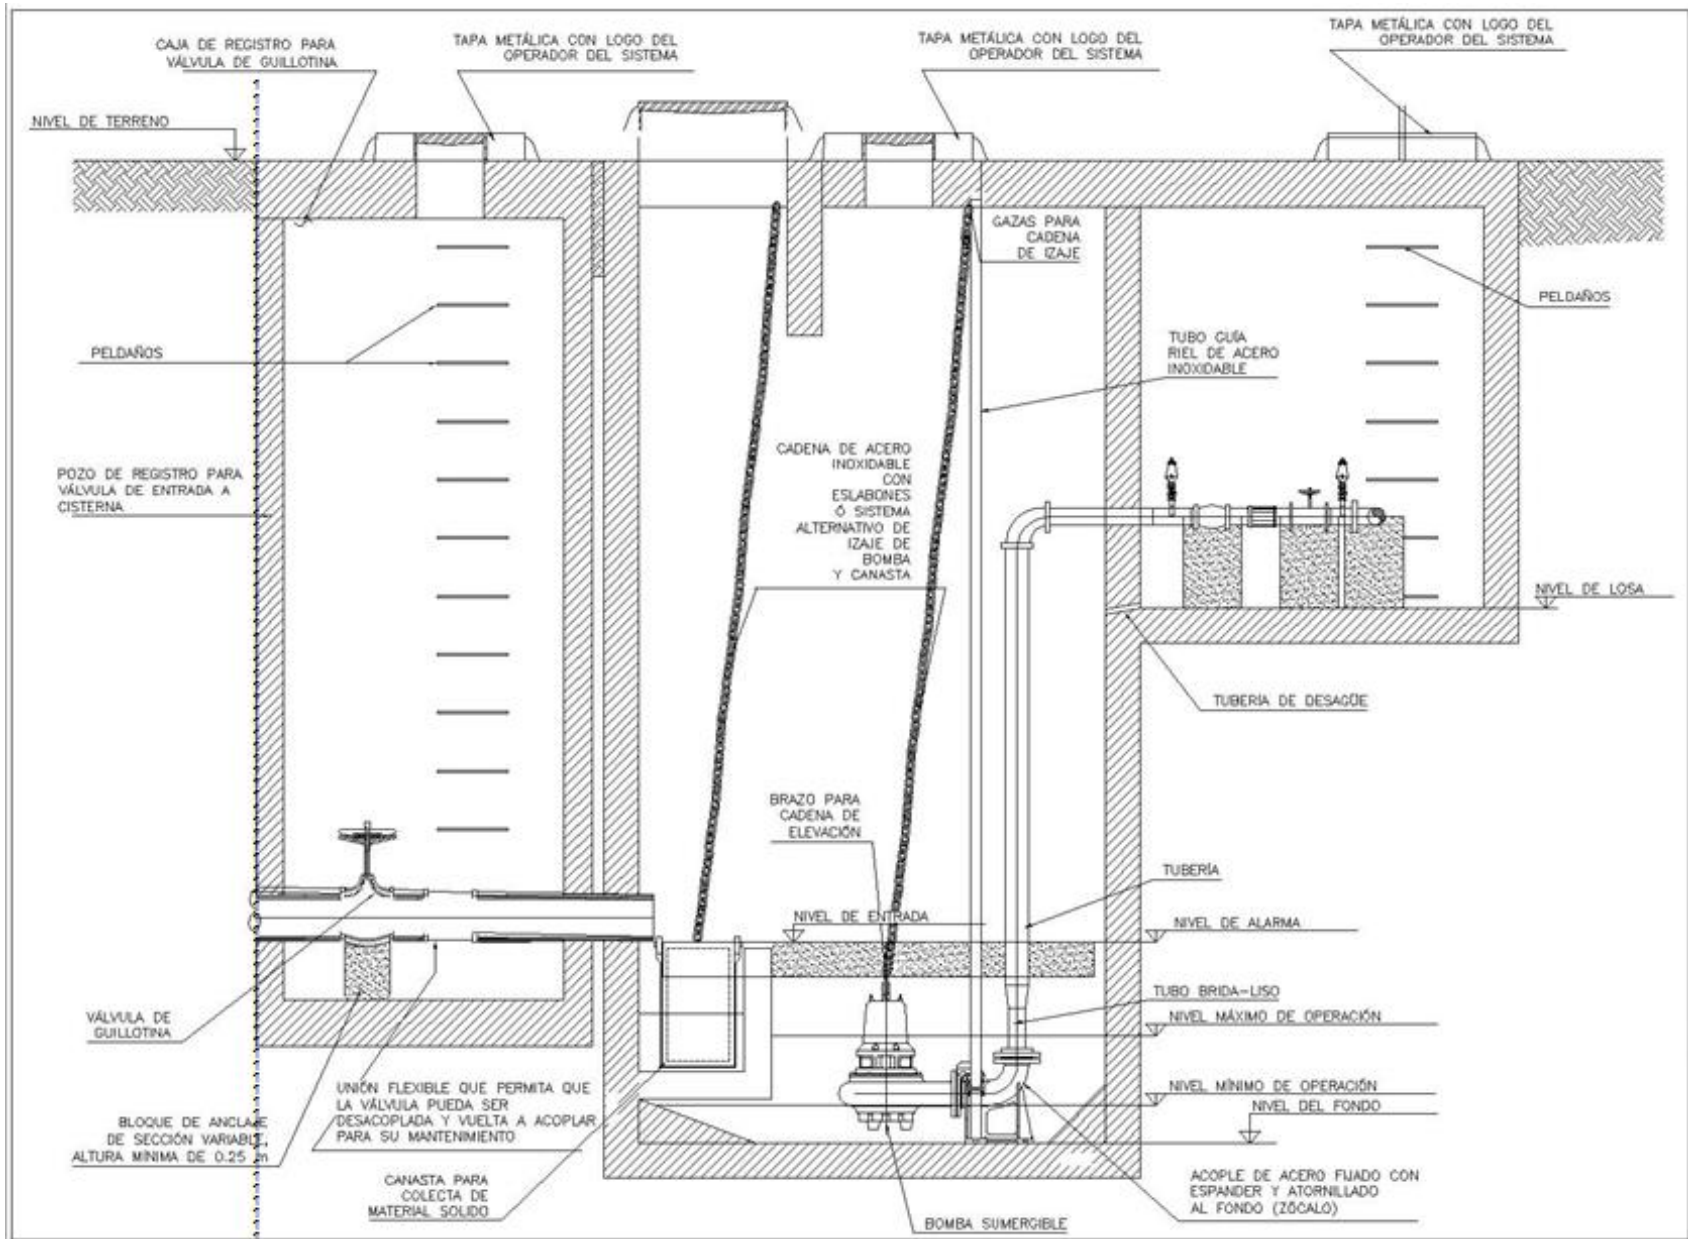 CAJA DE REGISTRO PARA
VÁLVULA DE GUILLOTINA
TAPA METÁLICA CON LOGO DEL
OPERADOR DEL SISTEMA
TAPA METÁLICA CON LOGO DEL
OPERADOR DEL SISTEMA
TAPA METÁLICA CON LOGO DEL
OPERADOR DEL SISTEMA
NIVEL DE TERRENO
GAZAS PARA
CADENA
DE IZAJE
PELDAÑOS
PELDAÑOS
TUBO GUÍA
RIEL DE ACERO
INOXIDABLE
POZO DE REGISTRO PARA
VÁLVULA DE ENTRADA A
CISTERNA
CADENA DE ACERO
INOXIDABLE
CON
ESLABONES
Ó SISTEMA
ALTERNATIVO DE
IZAJE DE
BOMBA
Y CANASTA
NIVEL DE LOSA
TUBERÍA DE DESAGÜE
BRAZO PARA
CADENA DE
ELEVACIÓN
TUBERÍA
NIVEL DE ENTRADA
NIVEL DE ALARMA
TUBO BRIDA-LISO
NIVEL MÁXIMO DE OPERACIÓN
VÁLVULA DE
GUILLOTINA
UNIÓN FLEXIBLE QUE PERMITA QUE
LA VÁLVULA PUEDA SER
DESACOPLADA Y VUELTA A ACOPLAR
PARA SU MANTENIMIENTO
NIVEL MÍNIMO DE OPERACIÓN
NIVEL DEL FONDO
BLOQUE DE ANCLAJE
DE SECCIÓN VARIABLE,
ALTURA MÍNIMA DE 0.25 m
CANASTA PARA
COLECTA DE
MATERIAL SOLIDO
ACOPLE DE ACERO FIJADO CON
ESPANDER Y ATORNILLADO
AL FONDO (ZÓCALO)
BOMBA SUMERGIBLE